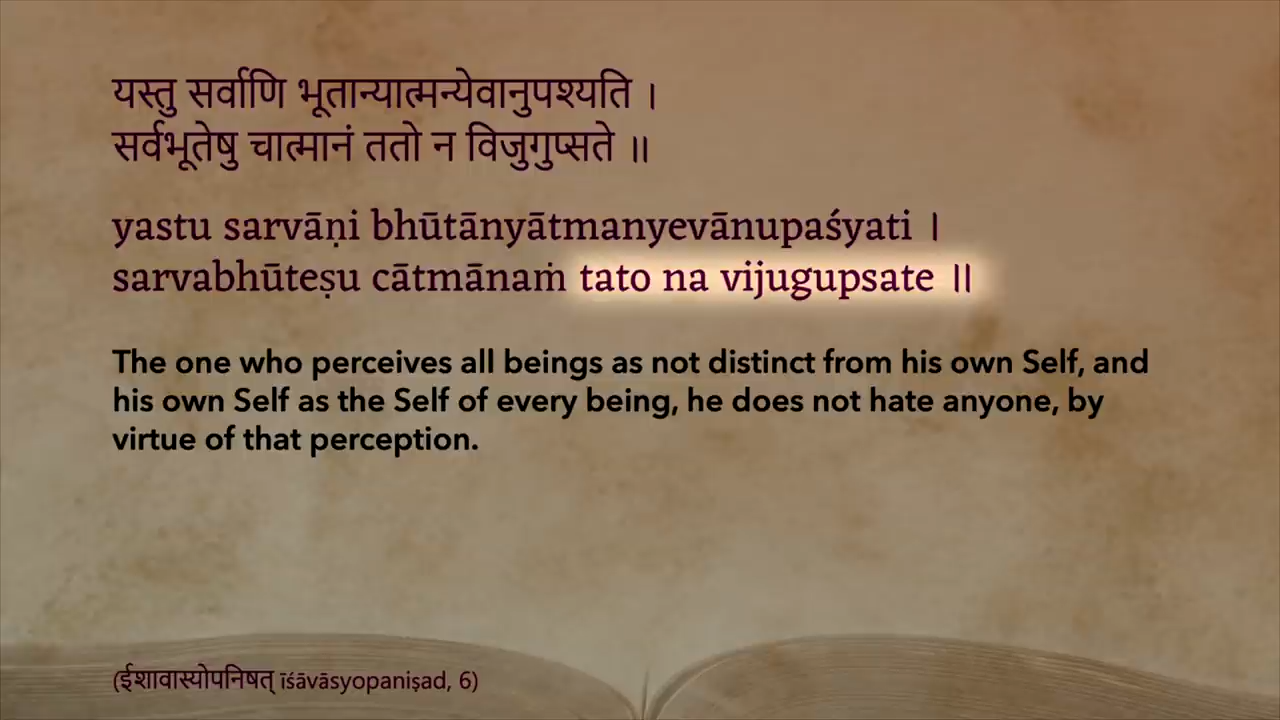 यस्तु सर्वाणि भूतान्यात्मन्येवानुपश्यति ।
सर्वभूतेषु चात्मानं ततो न विजुगुप्सते ॥
yastu sarvāṇi bhūtānyātmanyevānupaśyati ।
sarvabhūteṣu cātmānaṁ tato na vijugupsate ॥
The one who perceives all beings as not distinct from his own Self, and
his own Self as the Self of every being, he does not hate anyone, by
virtue of that perception.
(ईशावास्योपनिषत् īśāvāsyopaniṣad, 6)